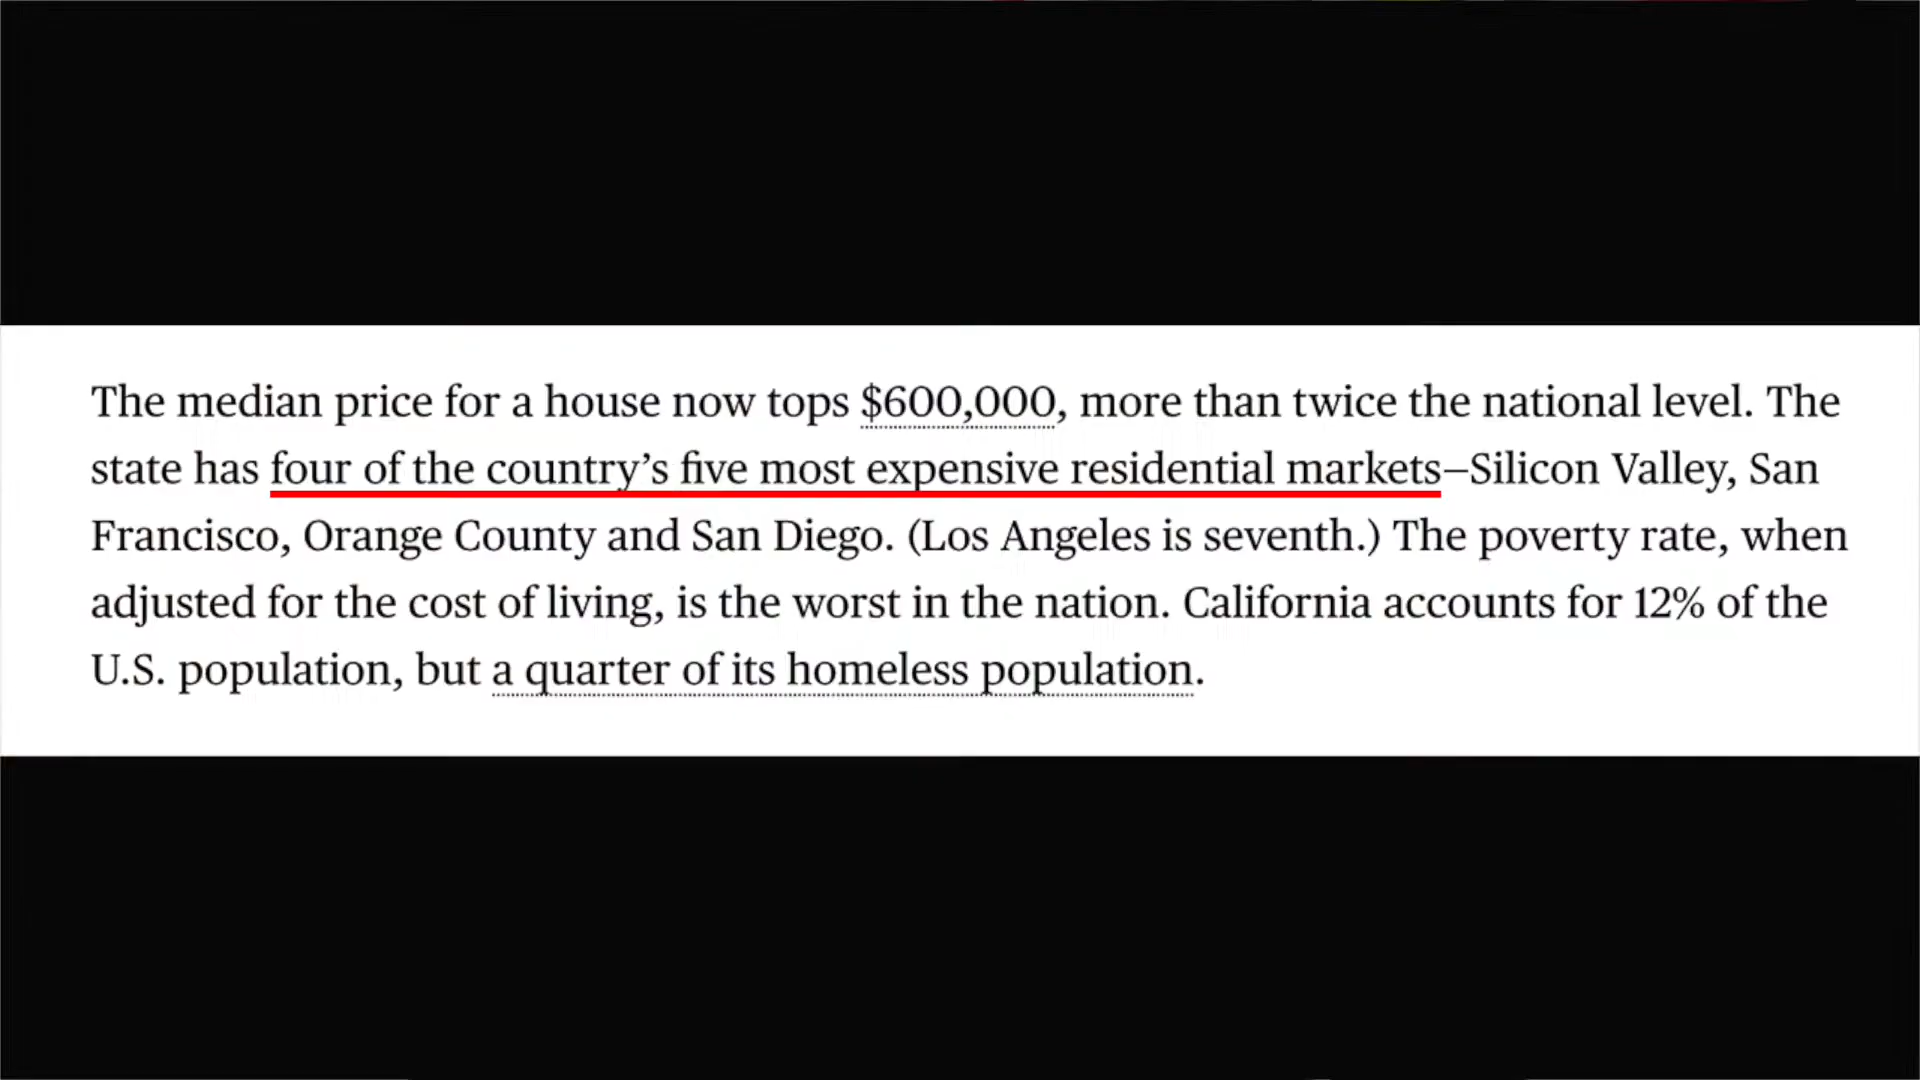 The median price for a house now tops $600,000, more than twice the national level. The
state has four of the country’s five most expensive residential markets–Silicon Valley, San
Francisco, Orange County and San Diego. (Los Angeles is seventh.) The poverty rate, when
adjusted for the cost of living, is the worst in the nation. California accounts for 12% of the
U.S. population, but a quarter of its homeless population.